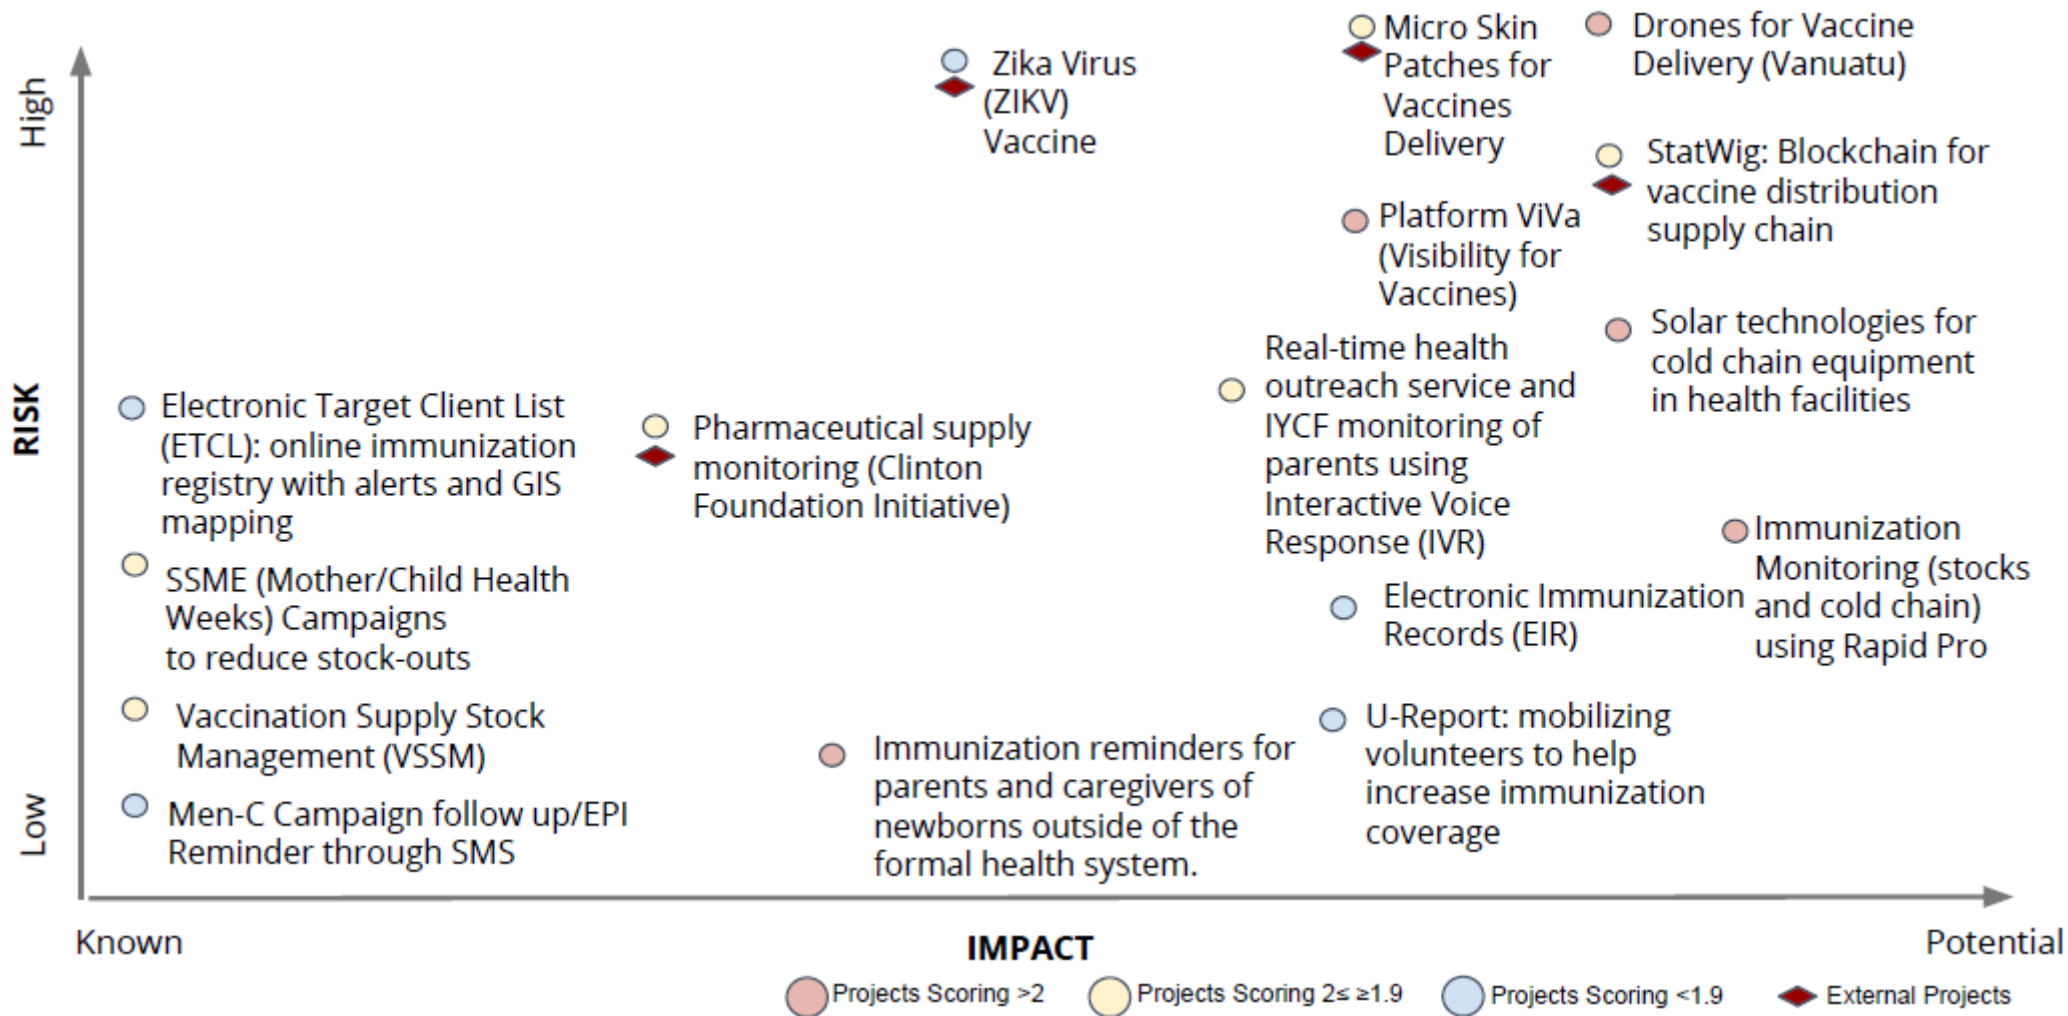 High
RISK
Low
Zika Virus
(ZIKV)
Vaccine
Micro Skin
Patches for
Vaccines
Delivery
Drones for Vaccine
Delivery (Vanuatu)
StatWig: Blockchain for
vaccine distribution
supply chain
Platform ViVa
(Visibility for
Vaccines)
Solar technologies for
cold chain equipment
in health facilities
Real-time health
outreach service and
IYCF monitoring of
parents using
Interactive Voice
Response (IVR)
Electronic Target Client List
(ETCL): online immunization
registry with alerts and GIS
mapping
Pharmaceutical supply
monitoring (Clinton
Foundation Initiative)
Immunization
Monitoring (stocks
and cold chain)
using Rapid Pro
SSME (Mother/Child Health
Weeks) Campaigns
to reduce stock-outs
Electronic Immunization
Records (EIR)
Vaccination Supply Stock
Management (VSSM)
U-Report: mobilizing
volunteers to help
increase immunization
coverage
Immunization reminders for
parents and caregivers of
newborns outside of the
formal health system.
Men-C Campaign follow up/EPI
Reminder through SMS
Known
IMPACT
Potential
Projects Scoring >2
Projects Scoring 2≤ ≥1.9
Projects Scoring <1.9
External Projects